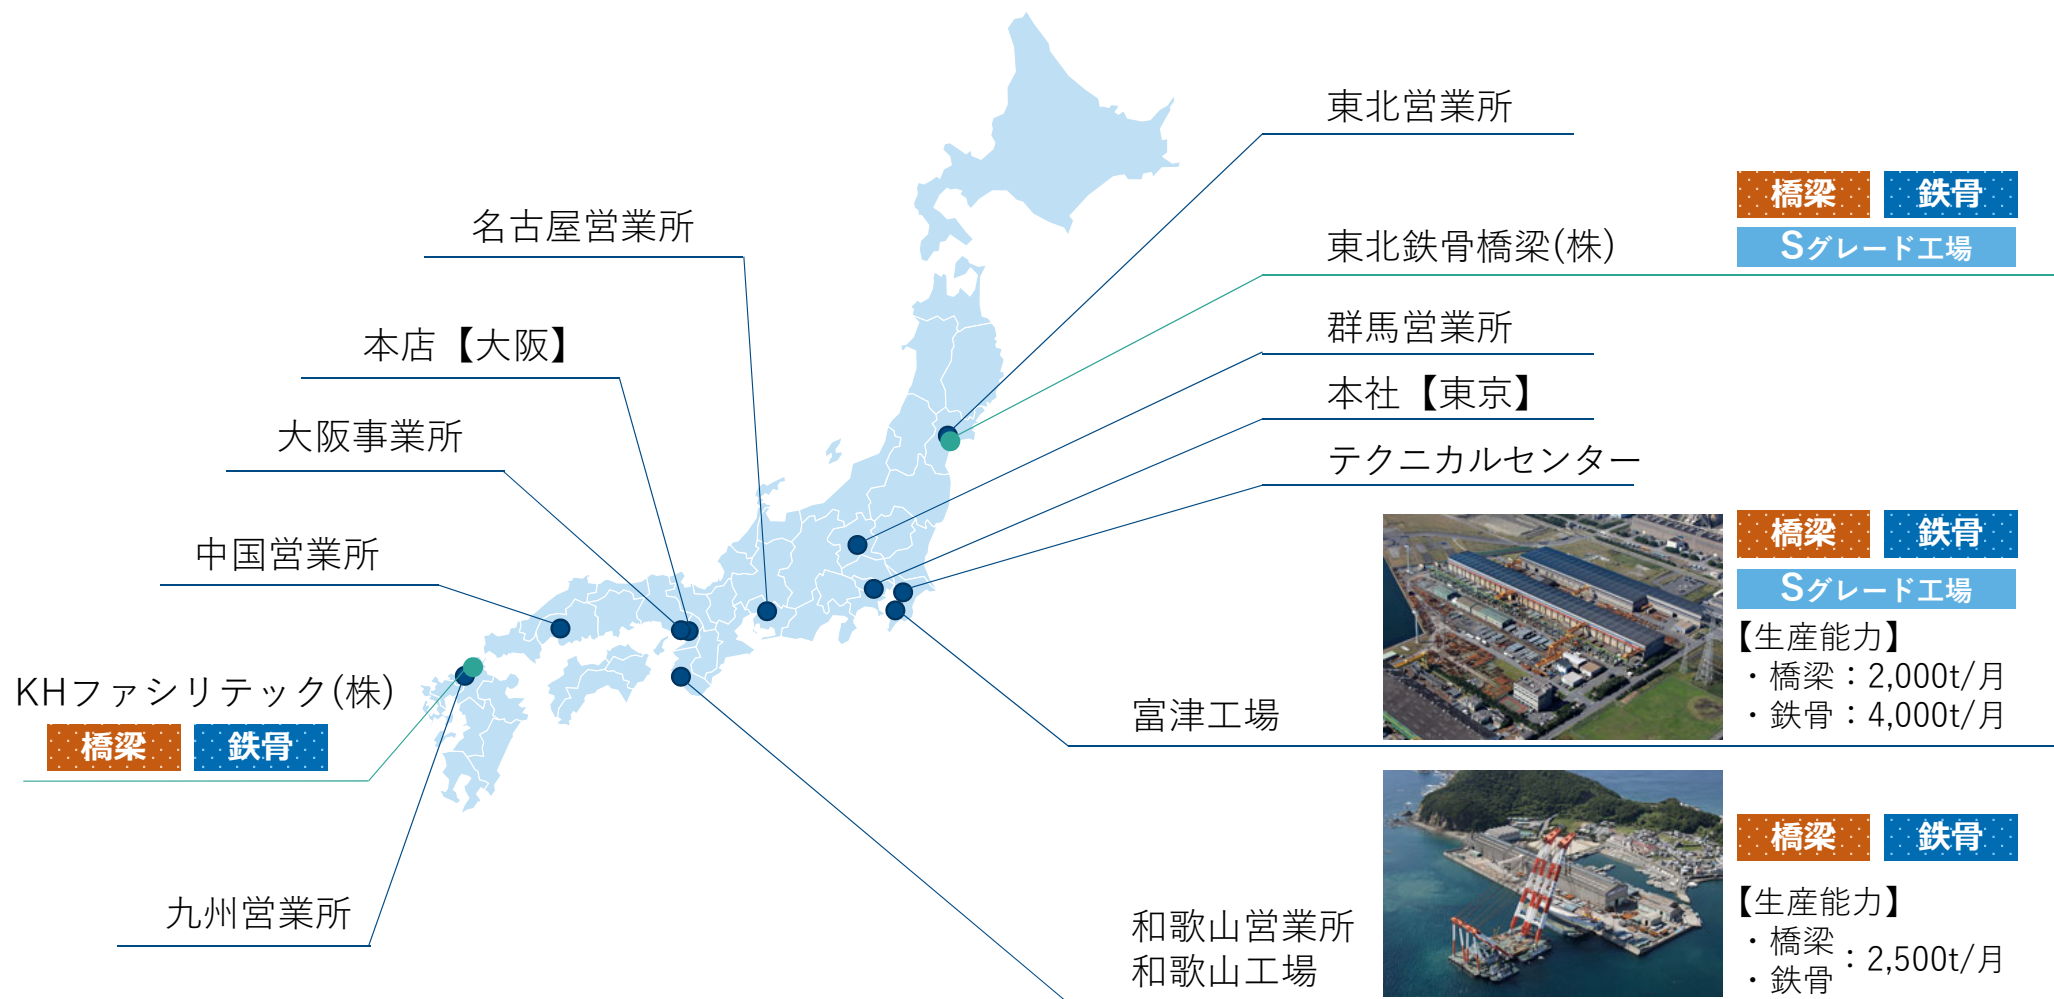 東北営業所
橋梁 鉄骨
Sグレード工場
東北鉄骨橋梁(株)
名古屋営業所
群馬営業所
本店【大阪】
本社【東京】
大阪事業所
テクニカルセンター
中国営業所
橋梁 鉄骨
Sグレード工場
【生産能力】
・橋梁：2,000t/月
・鉄骨：4,000t/月
富津工場
KHファシリテック(株)
橋梁 鉄骨
九州営業所
和歌山営業所
和歌山工場
橋梁 鉄骨
【生産能力】
・橋梁
・鉄骨
：2,500t/月